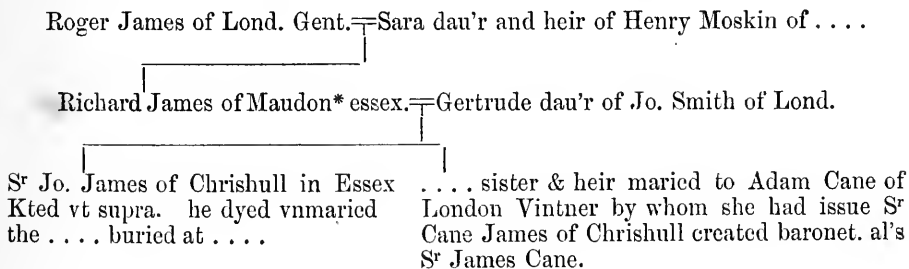 Roger James of Lond. Gent.=Sara dau'r and heir of Henry Moskin of . . . .
Richard James of Maudon* essex.=Gertrude dau'r of Jo. Smith of Lond.
Sr Jo. James of Chrishull in Essex
Kted vt supra. he dyed vnmaried
the . . . . buried at . . . .
. . . . sister & heir maried to Adam Cane of
London Vintner by whom she had issue Sr
Cane James of Chrishull created baronet. al's
Sr James Cane.